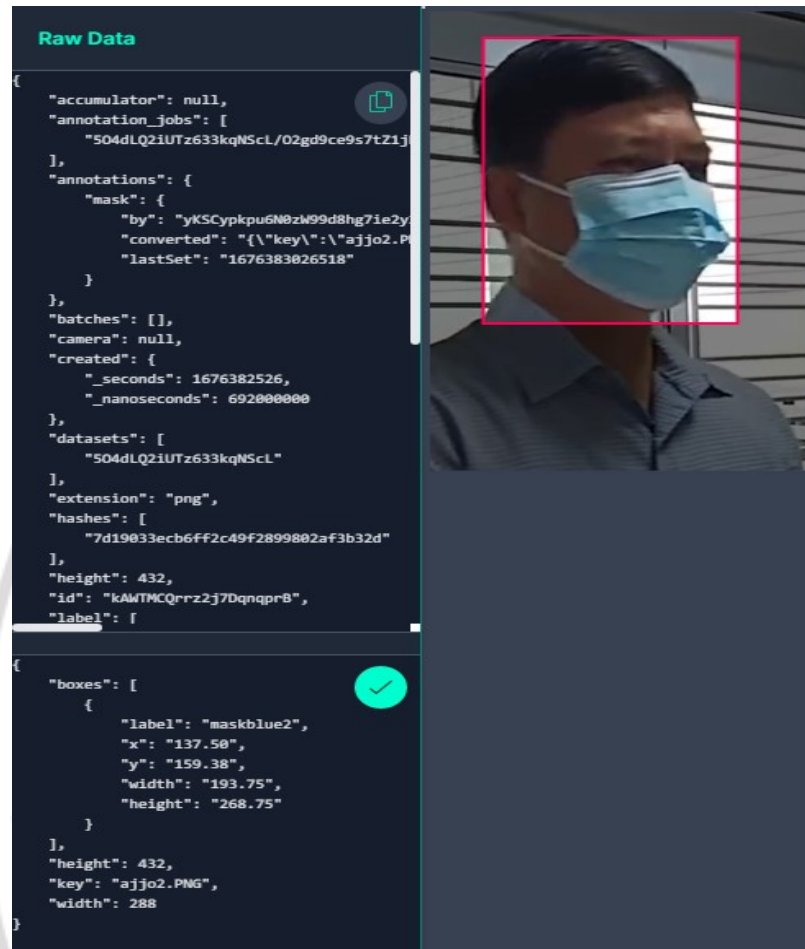 Raw Data
{
"accumulator": null,
"annotation_jobs": [
"5O4dLQ2iUTz633kqNScL/O2gd9ce9s7tZ1j
],
"annotations": {
"mask": {
"by": "yKSCypkpu6N0zW99d8hg7ie2y
"converted": "{\"key\":\"ajjo2.P
"lastSet": "1676383026518"
}
},
"batches": [],
"camera": null,
"created": {
"_seconds": 1676382526,
"_nanoseconds": 692000000
},
"datasets": [
"5O4dLQ2iUTz633kqNScL"
],
"extension": "png",
"hashes": [
"7d19033ecb6ff2c49f2899802af3b32d"
],
"height": 432,
"id": "kAWTMCQrrz2j7DqnqprB",
"label": [
{
"boxes": [
{
"label": "maskblue2",
"x": "137.50",
"y": "159.38",
"width": "193.75",
"height": "268.75"
}
],
"height": 432,
"key": "ajjo2.PNG",
"width": 288
}